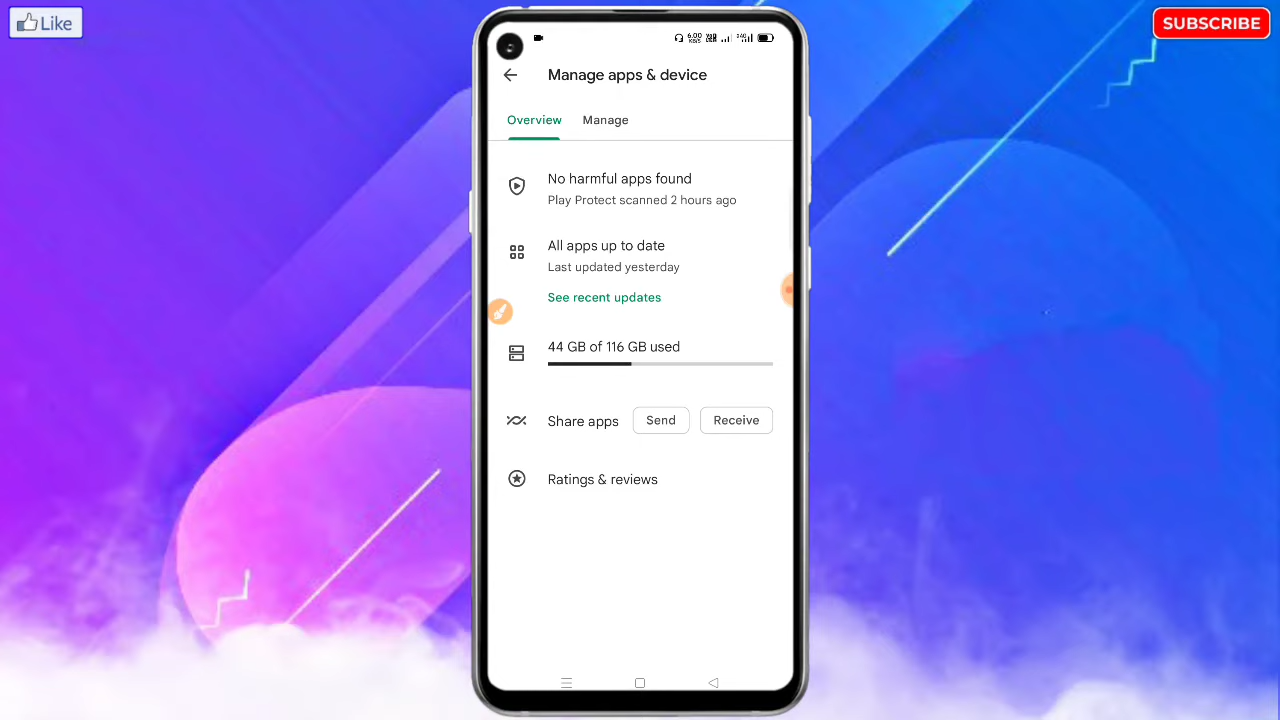 Like
SUBSCRIBE
6.00
Manage apps & device
Overview Manage
No harmful apps found
Play Protect scanned 2 hours ago
All apps up to date
Last updated yesterday
See recent updates
44 GB of 116 GB used
Share apps Send Receive
Ratings & reviews